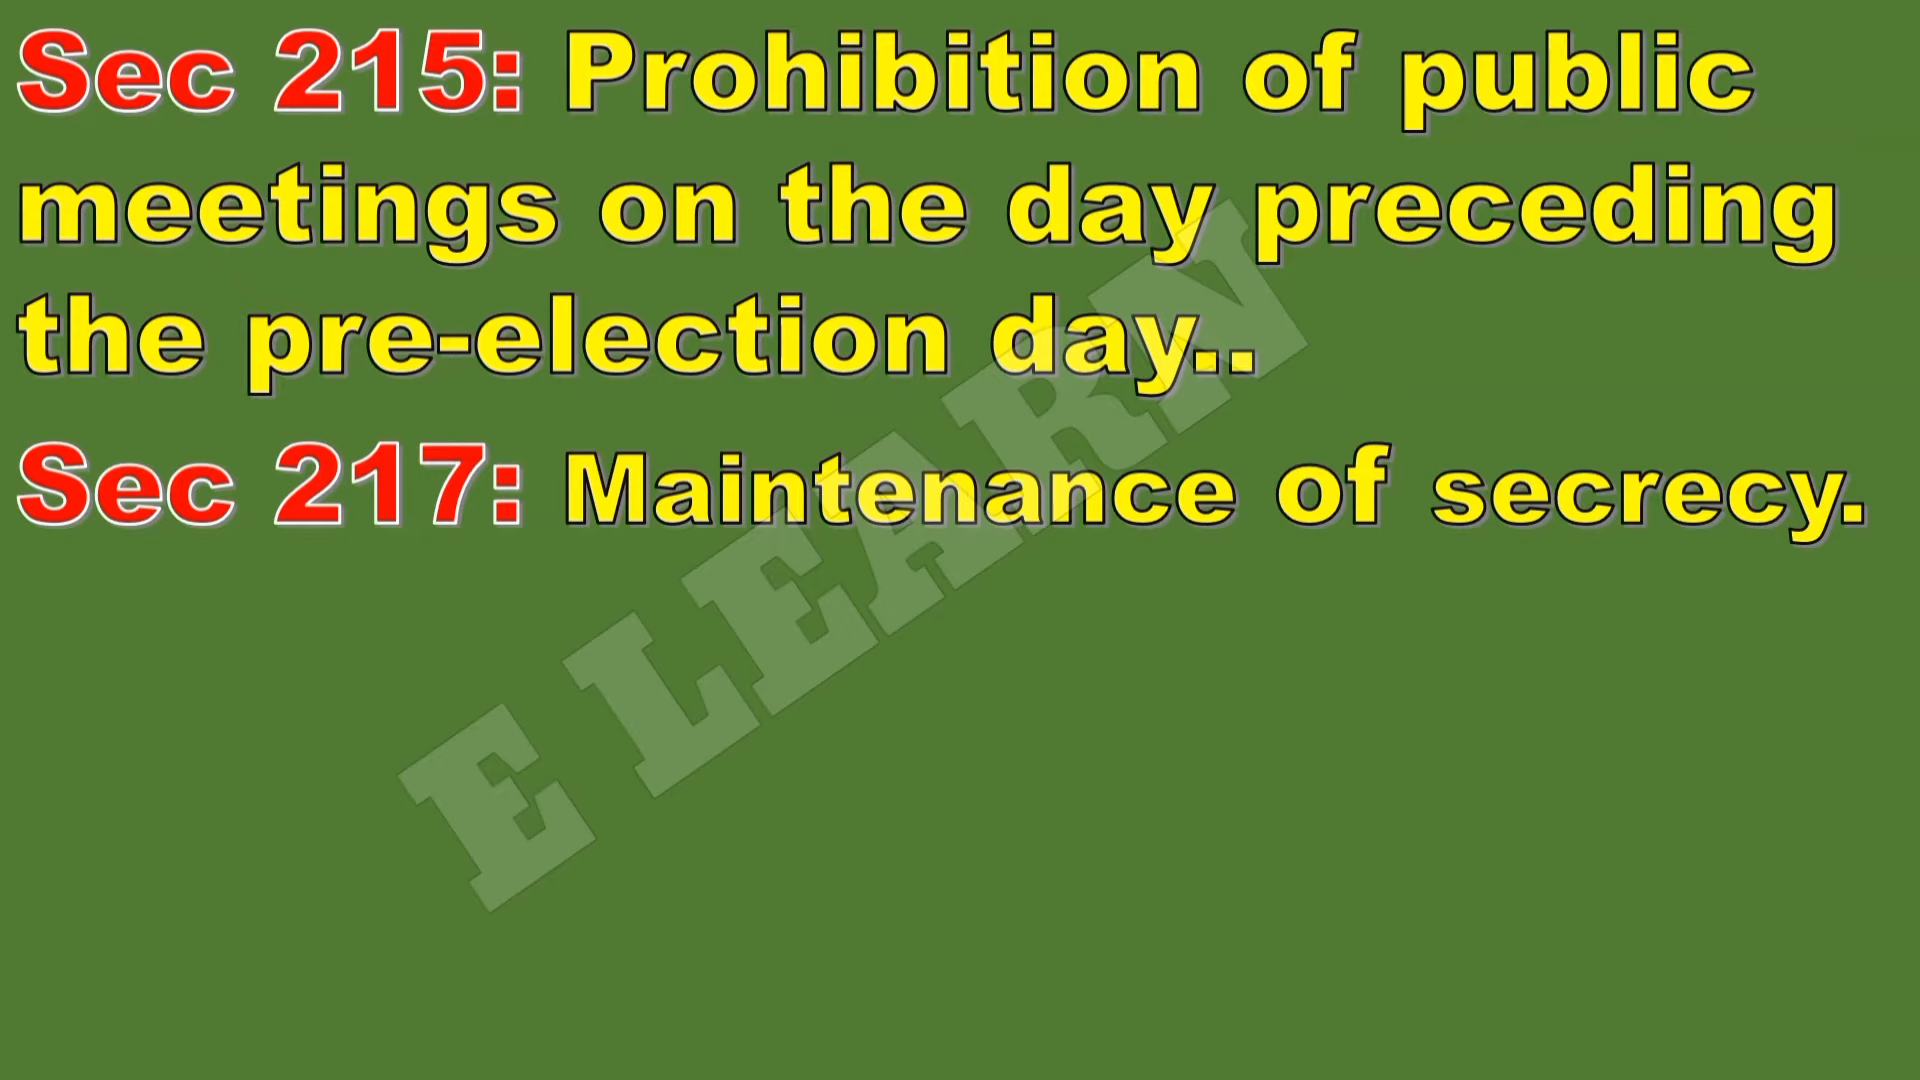 Sec 215: Prohibition of public
meetings on the day preceding
the pre-election day..
Sec 217: Maintenance of secrecy.
E LEARN